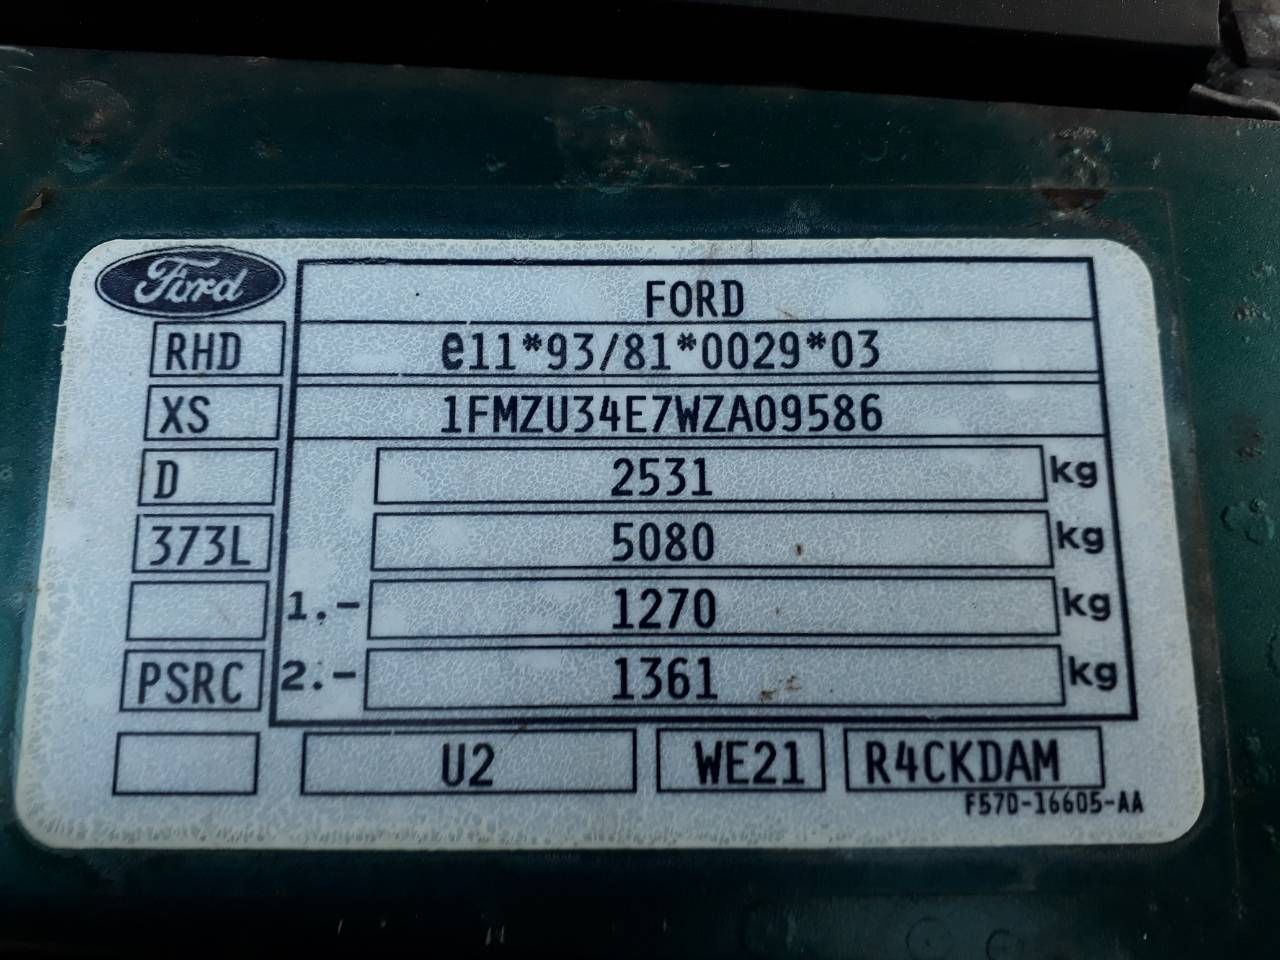 Ford
FORD
RHD
e11*93/81*0029*03
XS
1FMZU34E7WZA09586
D
2531 kg
373L
5080 kg
1.- 1270 kg
PSRC
2.- 1361 kg
U2
WE21
R4CKDAM
F57D-16605-AA